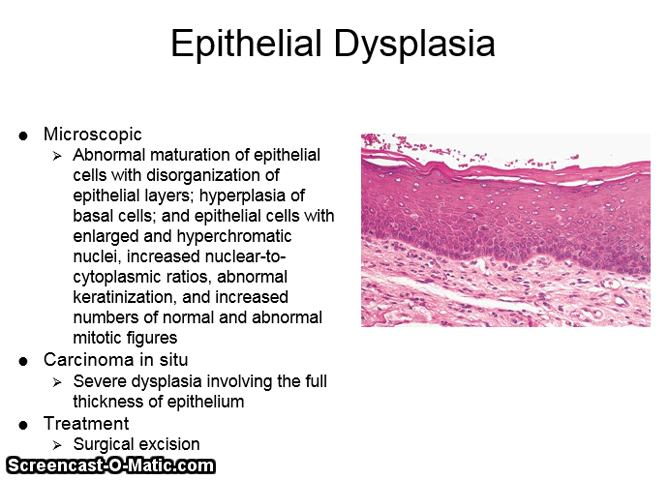 Epithelial Dysplasia
● Microscopic
➢ Abnormal maturation of epithelial
cells with disorganization of
epithelial layers; hyperplasia of
basal cells; and epithelial cells with
enlarged and hyperchromatic
nuclei, increased nuclear-to-
cytoplasmic ratios, abnormal
keratinization, and increased
numbers of normal and abnormal
mitotic figures
● Carcinoma in situ
➢ Severe dysplasia involving the full
thickness of epithelium
● Treatment
➢ Surgical excision
Screencast-O-Matic.com